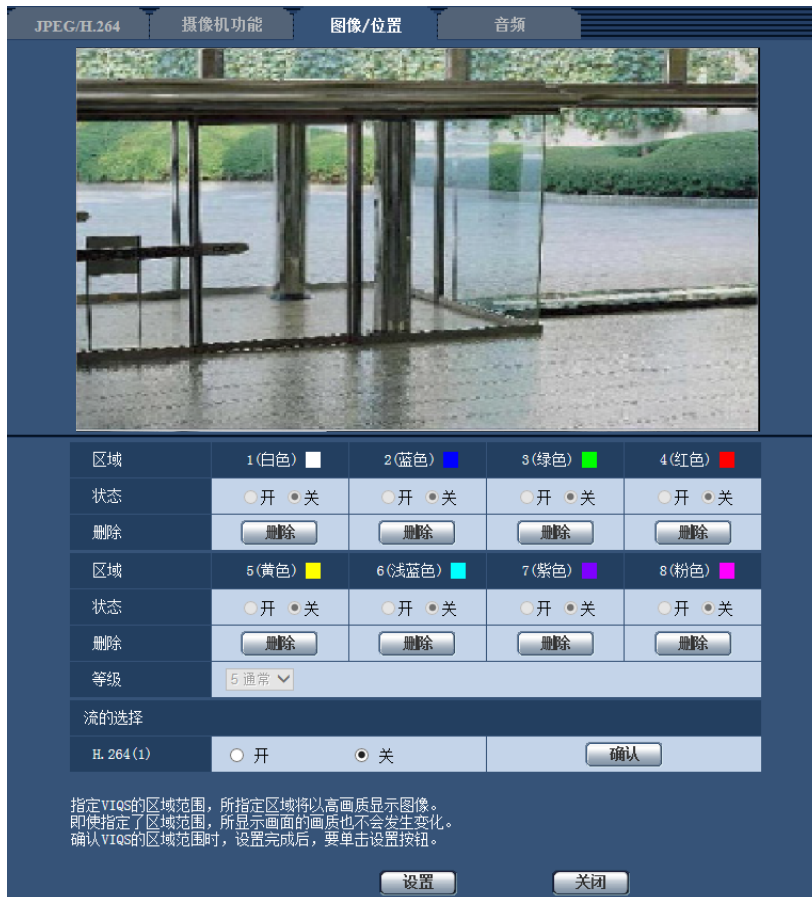 JPEG/H.264 摄像机功能 图像/位置 音频
区域 1(白色) 2(蓝色) 3(绿色) 4(红色)
状态 开 关 开 关 开 关 开 关
删除 删除 删除 删除 删除
区域 5(黄色) 6(浅蓝色) 7(紫色) 8(粉色)
状态 开 关 开 关 开 关 开 关
删除 删除 删除 删除 删除
等级 5 通常
流的选择
H.264(1) 开 关 确认
指定VIQS的区域范围，所指定区域将以高画质显示图像。
即使指定了区域范围，所显示画面的画质也不会发生变化。
确认VIQS的区域范围时，设置完成后，要单击设置按钮。
设置 关闭